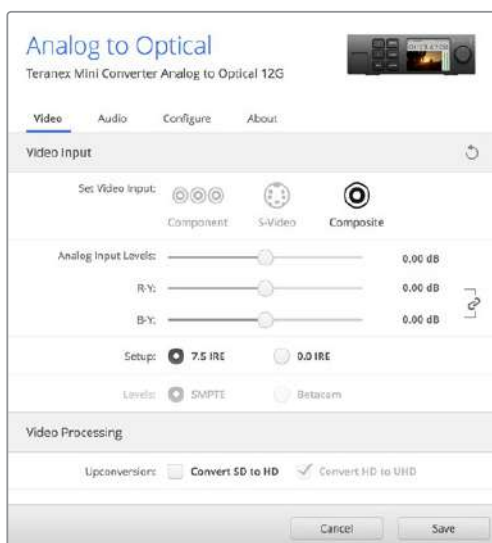 Analog to Optical
Teranex Mini Converter Analog to Optical 12G
Video Audio Configure About
Video Input
Set Video Input:
Component S-Video Composite
Analog Input Levels: 0.00 dB
R-Y: 0.00 dB
B-Y: 0.00 dB
Setup: 7.5 IRE 0.0 IRE
Levels: SMPTE Betacam
Video Processing
Upconversion: Convert SD to HD Convert HD to UHD
Cancel Save